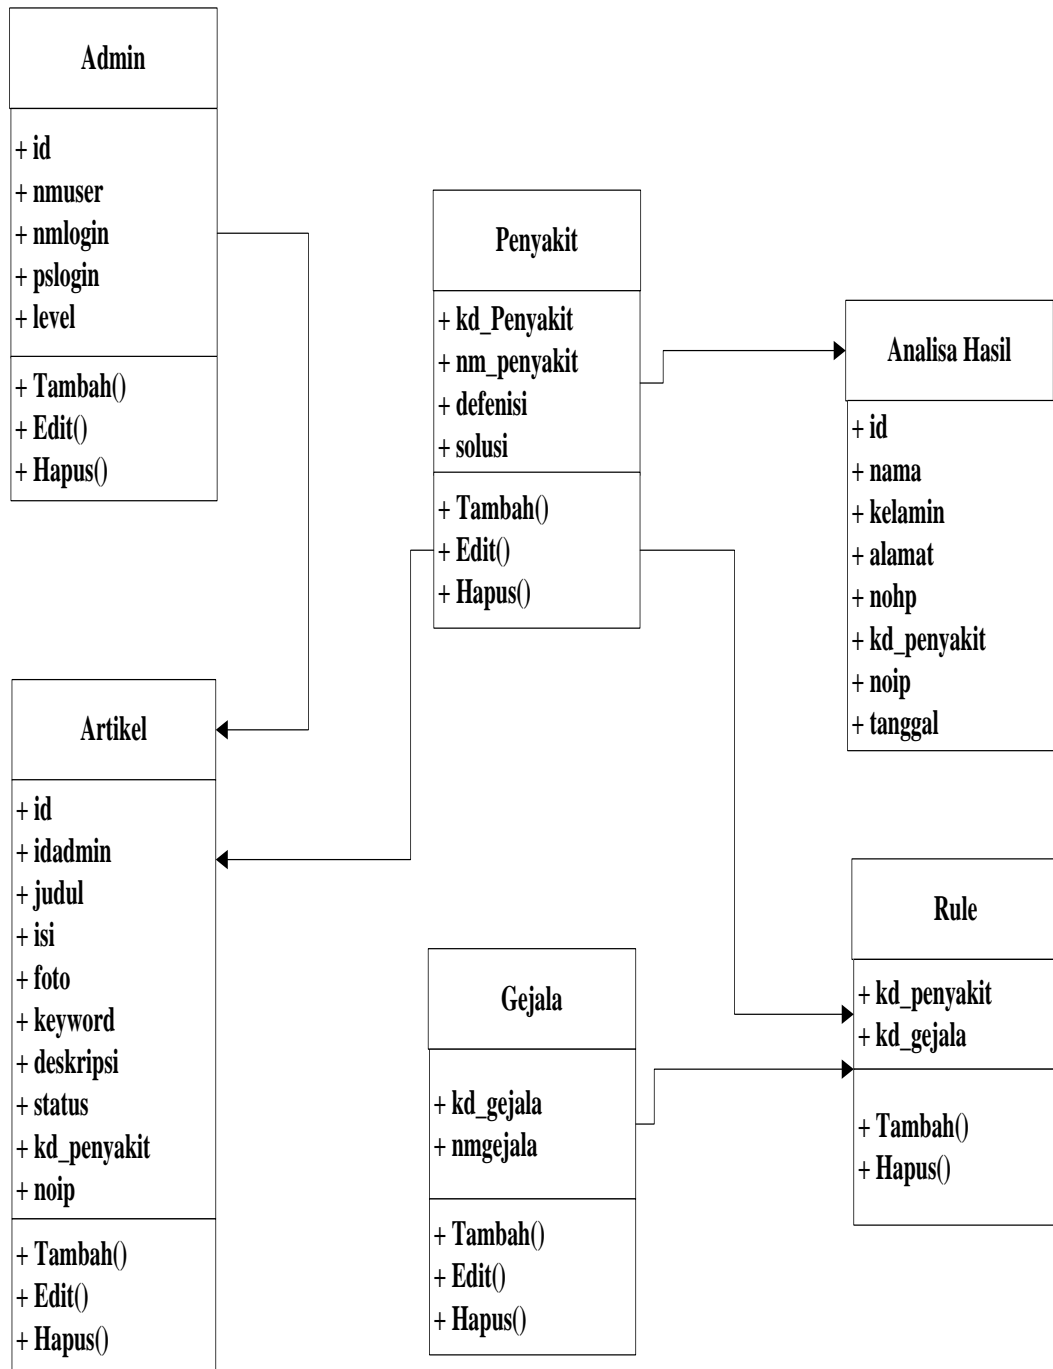 Admin
+ id
+ nmuser
+ nmlogin
+ pslogin
+ level
+ Tambah()
+ Edit()
+ Hapus()
Penyakit
+ kd_Penyakit
+ nm_penyakit
+ defenisi
+ solusi
+ Tambah()
+ Edit()
+ Hapus()
Analisa Hasil
+ id
+ nama
+ kelamin
+ alamat
+ nohp
+ kd_penyakit
+ noip
+ tanggal
Artikel
+ id
+ idadmin
+ judul
+ isi
+ foto
+ keyword
+ deskripsi
+ status
+ kd_penyakit
+ noip
+ Tambah()
+ Edit()
+ Hapus()
Gejala
+ kd_gejala
+ nmgejala
+ Tambah()
+ Edit()
+ Hapus()
Rule
+ kd_penyakit
+ kd_gejala
+ Tambah()
+ Hapus()